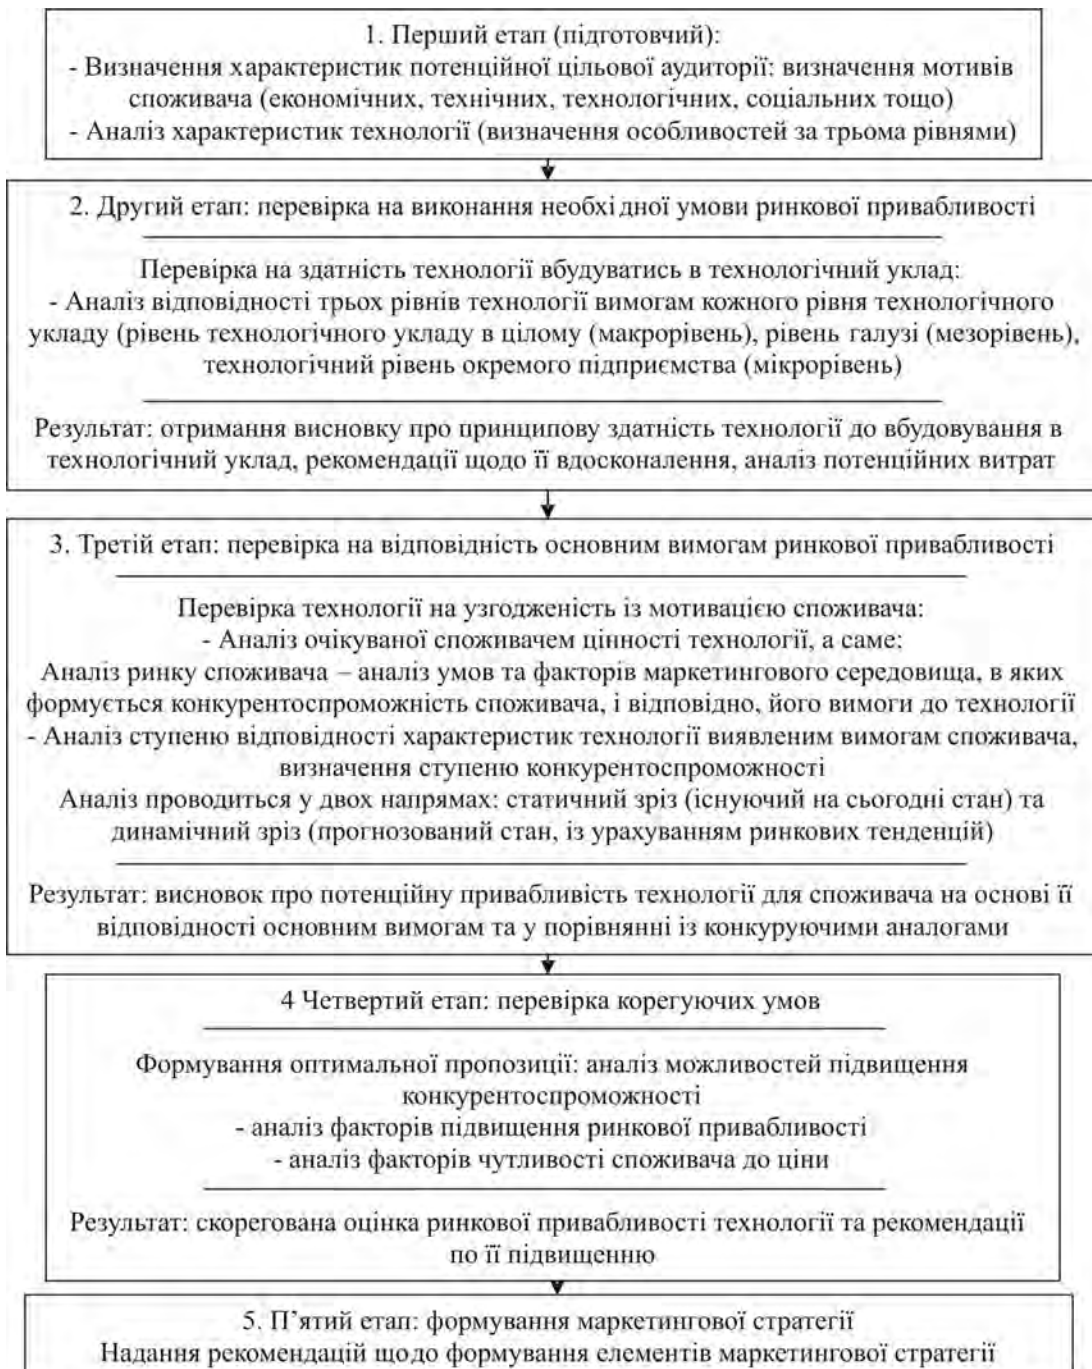 1. Перший етап (підготовчий):
- Визначення характеристик потенційної цільової аудиторії: визначення мотивів
споживача (економічних, технічних, технологічних, соціальних тощо)
- Аналіз характеристик технології (визначення особливостей за трьома рівнями)
2. Другий етап: перевірка на виконання необхідної умови ринкової привабливості
Перевірка на здатність технології вбудуватись в технологічний уклад:
- Аналіз відповідності трьох рівнів технології вимогам кожного рівня технологічного
укладу (рівень технологічного укладу в цілому (макрорівень), рівень галузі (мезорівень),
технологічний рівень окремого підприємства (мікрорівень)
Результат: отримання висновку про принципову здатність технології до вбудовування в
технологічний уклад, рекомендації щодо її вдосконалення, аналіз потенційних витрат
3. Третій етап: перевірка на відповідність основним вимогам ринкової привабливості
Перевірка технології на узгодженість із мотивацією споживача:
- Аналіз очікуваної споживачем цінності технології, а саме:
Аналіз ринку споживача – аналіз умов та факторів маркетингового середовища, в яких
формується конкурентоспроможність споживача, і відповідно, його вимоги до технології
- Аналіз ступеню відповідності характеристик технології виявленим вимогам споживача,
визначення ступеню конкурентоспроможності
Аналіз проводиться у двох напрямах: статичний зріз (існуючий на сьогодні стан) та
динамічний зріз (прогнозований стан, із урахуванням ринкових тенденцій)
Результат: висновок про потенційну привабливість технології для споживача на основі її
відповідності основним вимогам та у порівнянні із конкуруючими аналогами
4 Четвертий етап: перевірка корегуючих умов
Формування оптимальної пропозиції: аналіз можливостей підвищення
конкурентоспроможності
- аналіз факторів підвищення ринкової привабливості
- аналіз факторів чутливості споживача до ціни
Результат: скорегована оцінка ринкової привабливості технології та рекомендації
по її підвищенню
5. П’ятий етап: формування маркетингової стратегії
Надання рекомендацій щодо формування елементів маркетингової стратегії